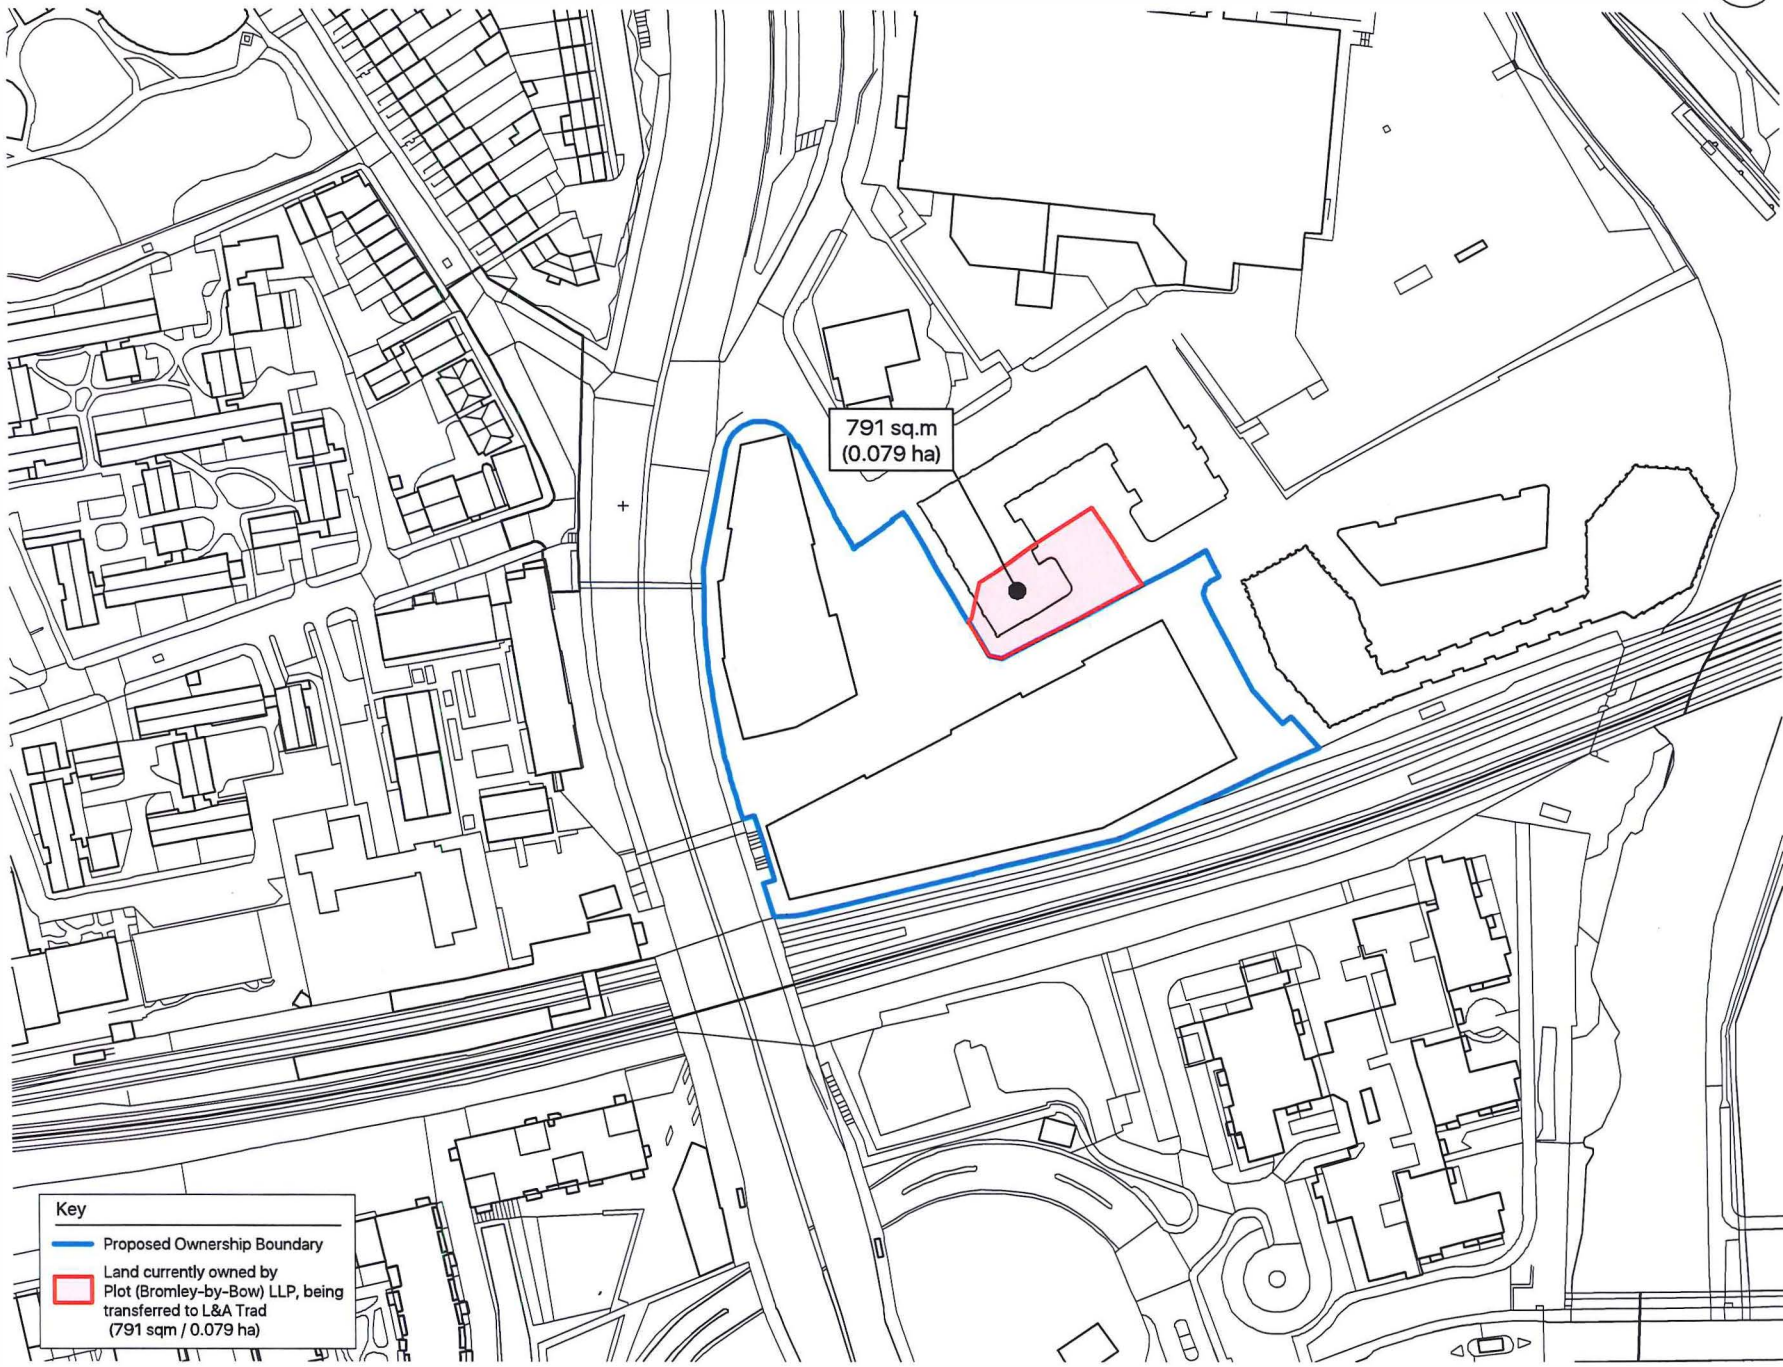 791 sq.m
(0.079 ha)
Key
Proposed Ownership Boundary
Land currently owned by
Plot (Bromley-by-Bow) LLP, being
transferred to L&A Trad
(791 sqm / 0.079 ha)